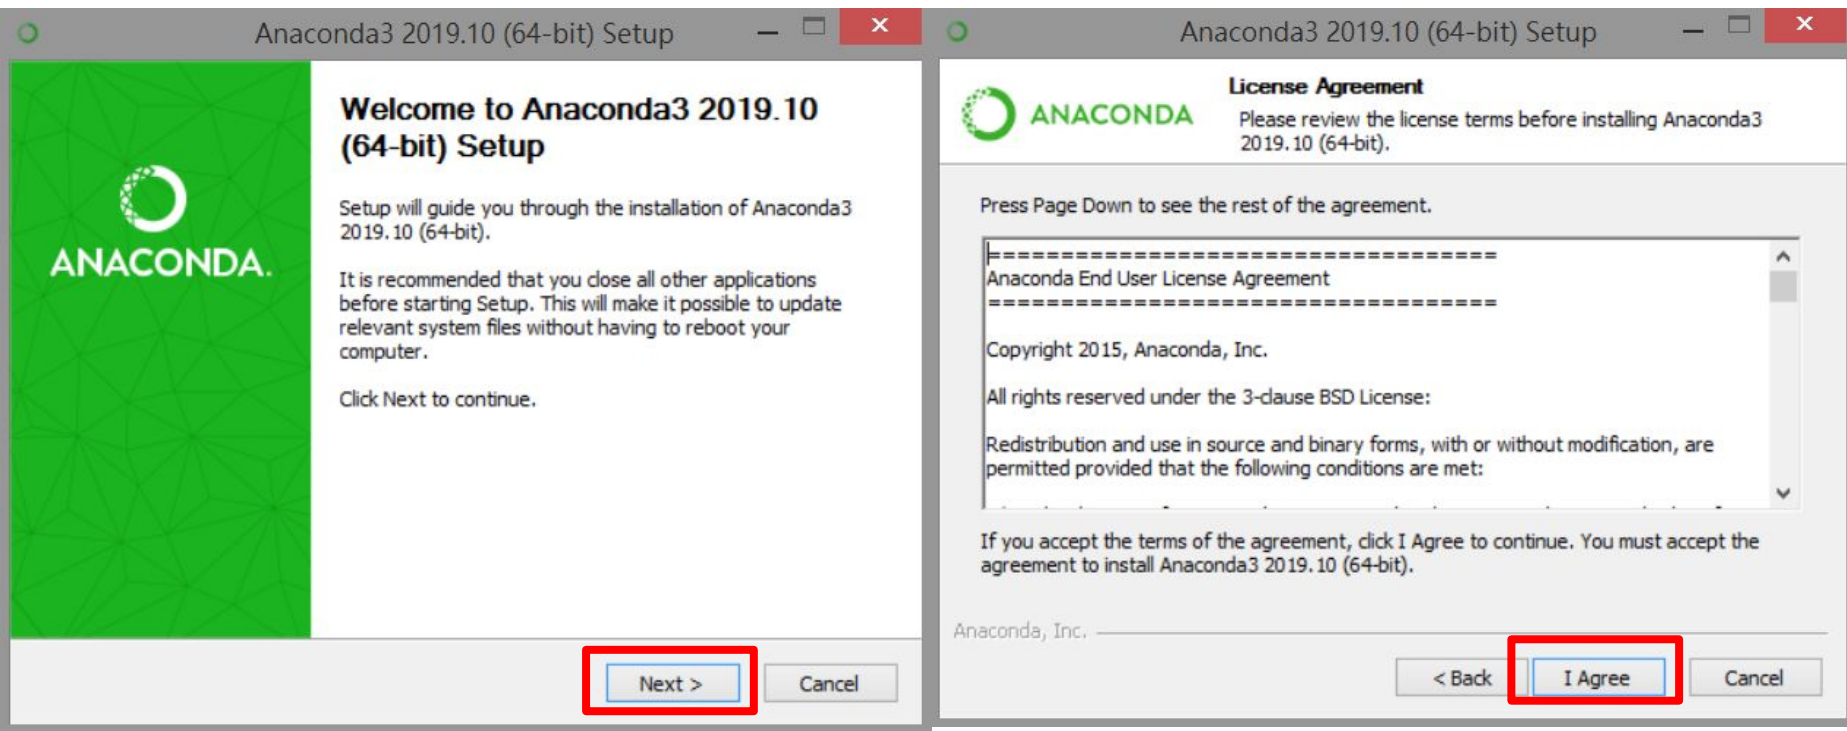 Anaconda3 2019.10 (64-bit) Setup
ANACONDA.
Welcome to Anaconda3 2019.10
(64-bit) Setup
Setup will guide you through the installation of Anaconda3
2019.10 (64-bit).
It is recommended that you close all other applications
before starting Setup. This will make it possible to update
relevant system files without having to reboot your
computer.
Click Next to continue.
Next >
Cancel
Anaconda3 2019.10 (64-bit) Setup
ANACONDA
License Agreement
Please review the license terms before installing Anaconda3
2019.10 (64-bit).
Press Page Down to see the rest of the agreement.
===================================
Anaconda End User License Agreement
===================================
Copyright 2015, Anaconda, Inc.
All rights reserved under the 3-clause BSD License:
Redistribution and use in source and binary forms, with or without modification, are
permitted provided that the following conditions are met:
If you accept the terms of the agreement, click I Agree to continue. You must accept the
agreement to install Anaconda3 2019.10 (64-bit).
Anaconda, Inc.
< Back
I Agree
Cancel